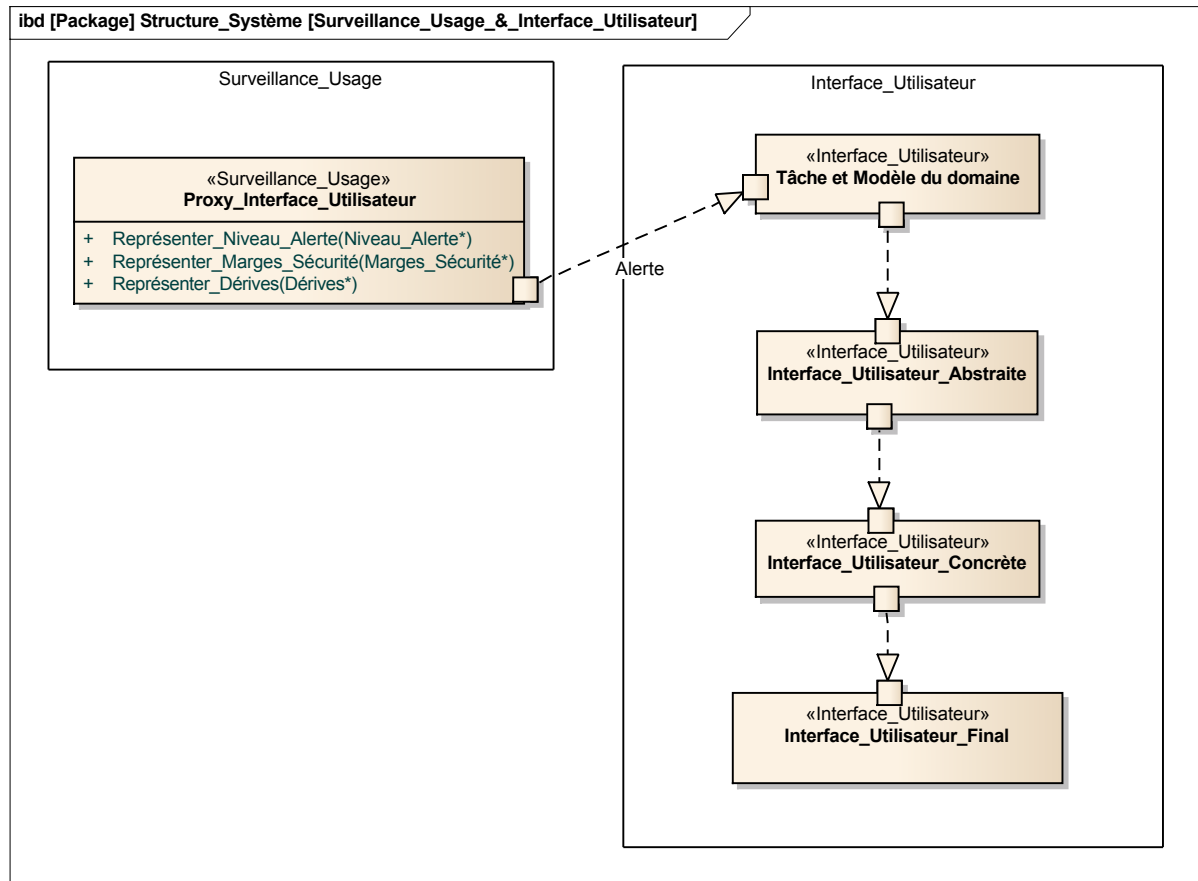 ibd [Package] Structure_Système [Surveillance_Usage_&_Interface_Utilisateur]
Surveillance_Usage
«Surveillance_Usage»
Proxy_Interface_Utilisateur
+ Représenter_Niveau_Alerte(Niveau_Alerte*)
+ Représenter_Marges_Sécurité(Marges_Sécurité*)
+ Représenter_Dérives(Dérives*)
Alerte
Interface_Utilisateur
«Interface_Utilisateur»
Tâche et Modèle du domaine
«Interface_Utilisateur»
Interface_Utilisateur_Abstraite
«Interface_Utilisateur»
Interface_Utilisateur_Concrète
«Interface_Utilisateur»
Interface_Utilisateur_Final